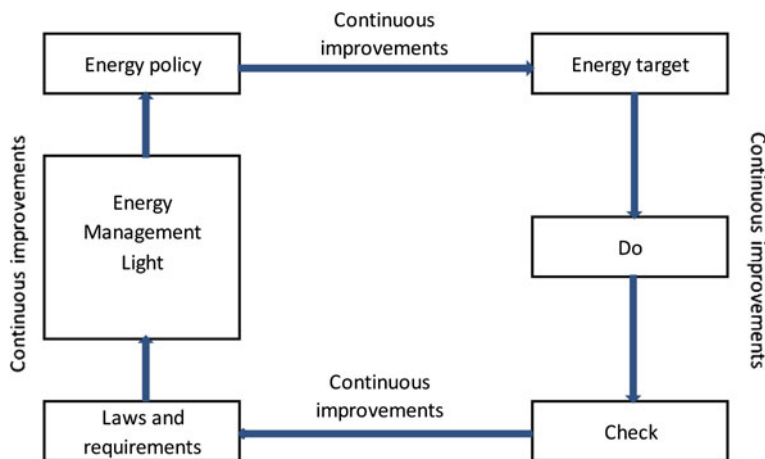 Continuous
improvements
Energy policy
Energy target
Continuous improvements
Energy
Management
Light
Do
Continuous improvements
Continuous
improvements
Laws and
requirements
Check